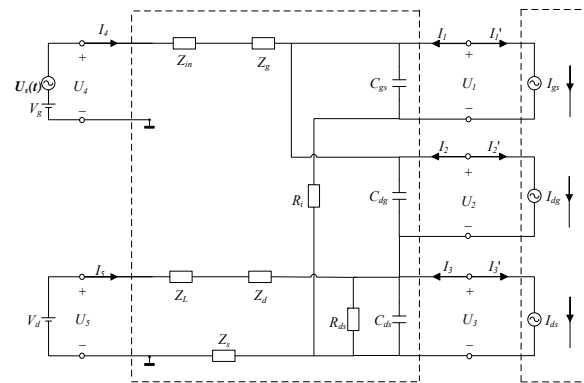 I4 Zin Zg I1 I1'
Us(t) + − U4 Vg
Cgs + − U1 Igs
I2 I2'
Ri Cdg + − U2 Idg
I5 ZL Zd I3 I3'
Vd + − U5 Zs
Rds Cds + − U3 Ids